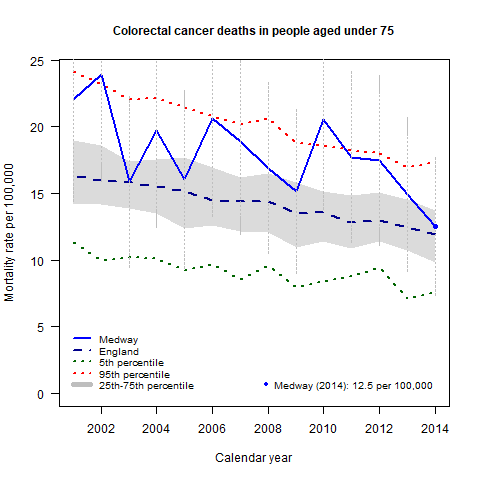 Colorectal cancer deaths in people aged under 75
Mortality rate per 100,000
25
20
15
10
5
0
Medway
England
5th percentile
95th percentile
25th-75th percentile
Medway (2014): 12.5 per 100,000
2002 2004 2006 2008 2010 2012 2014
Calendar year